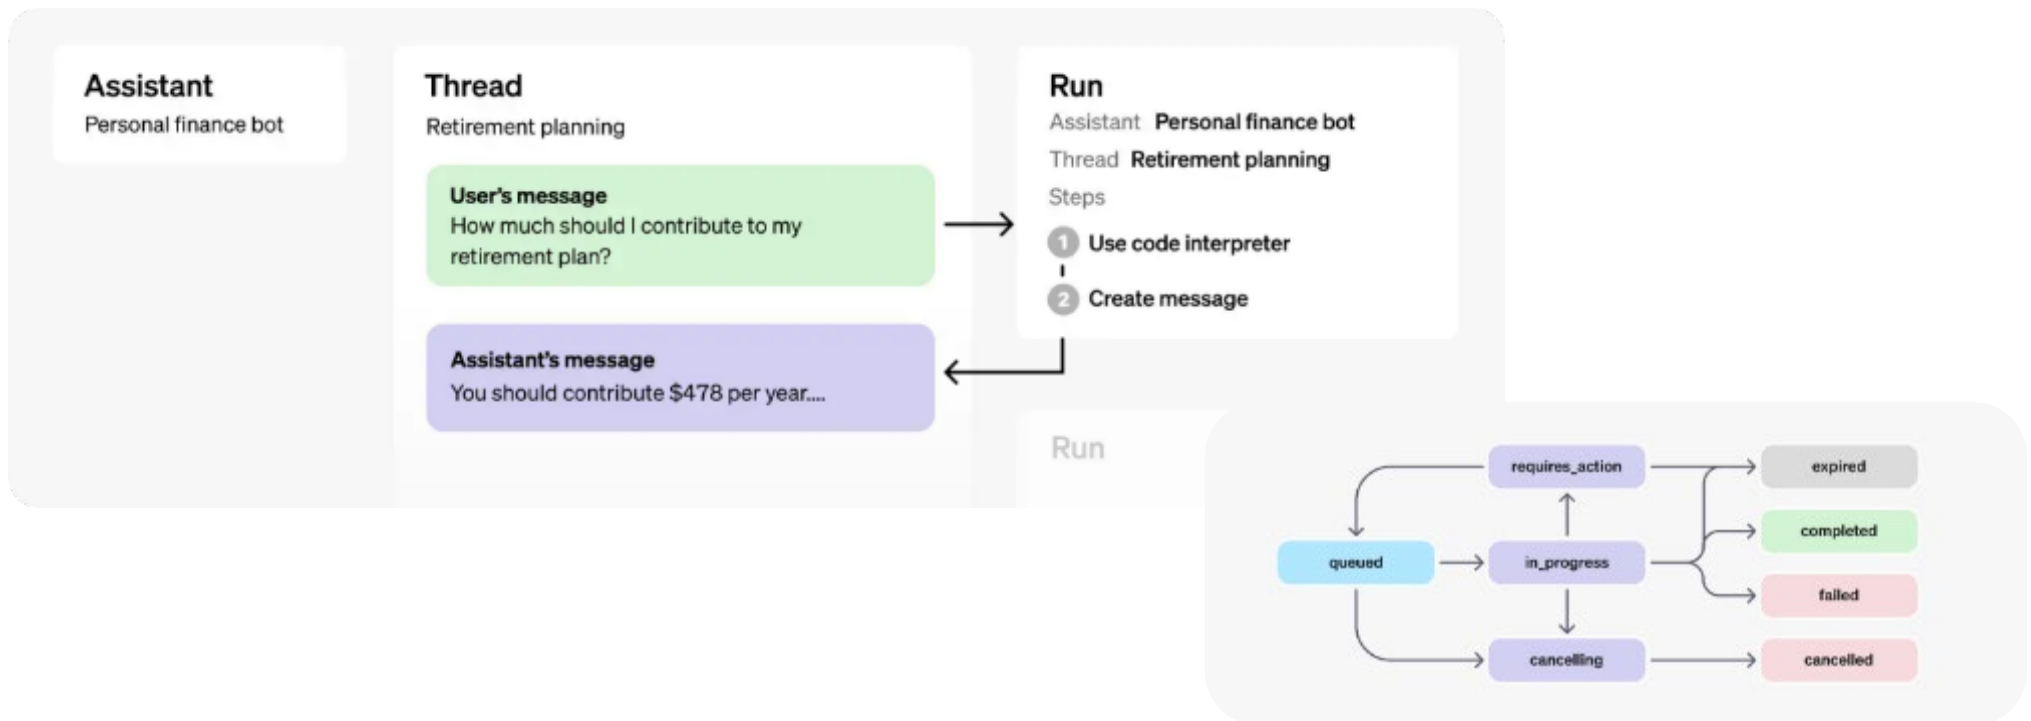 Assistant
Personal finance bot
Thread
Retirement planning
User's message
How much should I contribute to my
retirement plan?
Assistant's message
You should contribute $478 per year....
Run
Assistant Personal finance bot
Thread Retirement planning
Steps
1 Use code interpreter
2 Create message
Run
requires_action
expired
completed
queued
in_progress
failed
cancelling
cancelled